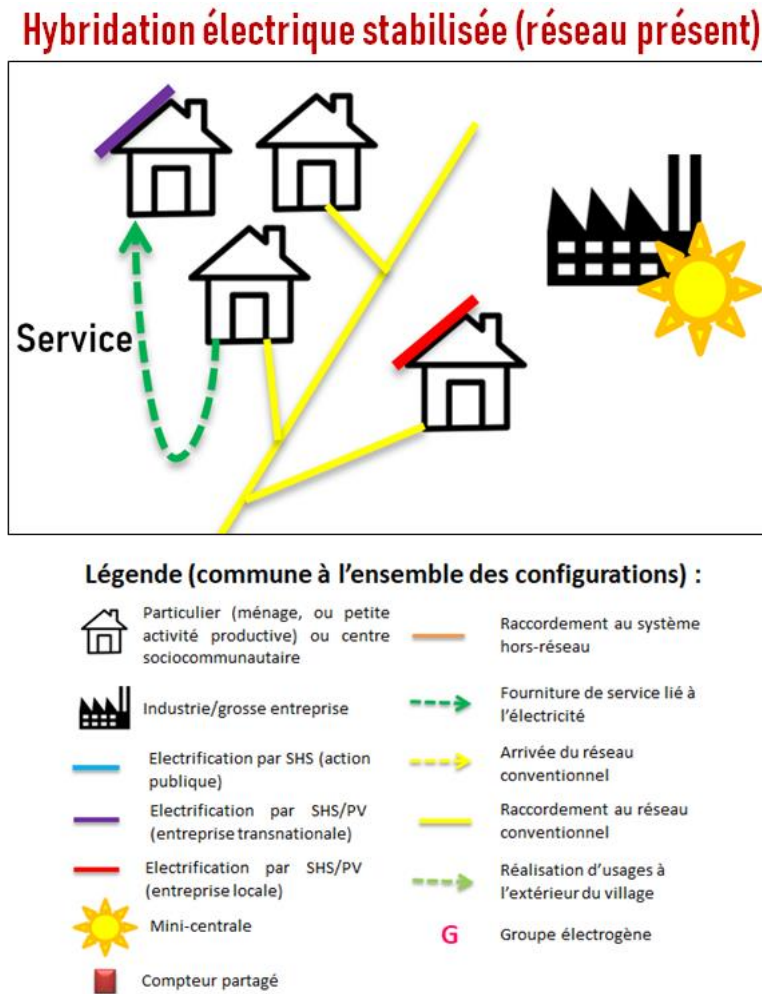 Hybridation électrique stabilisée (réseau présent)
Service
Légende (commune à l'ensemble des configurations) :
Particulier (ménage, ou petite
activité productive) ou centre
sociocommunautaire
Industrie/grosse entreprise
Electrification par SHS (action
publique)
Electrification par SHS/PV
(entreprise transnationale)
Electrification par SHS/PV
(entreprise locale)
Mini-centrale
Compteur partagé
Raccordement au système
hors-réseau
Fourniture de service lié à
l'électricité
Arrivée du réseau
conventionnel
Raccordement au réseau
conventionnel
Réalisation d'usages à
l'extérieur du village
G Groupe électrogène